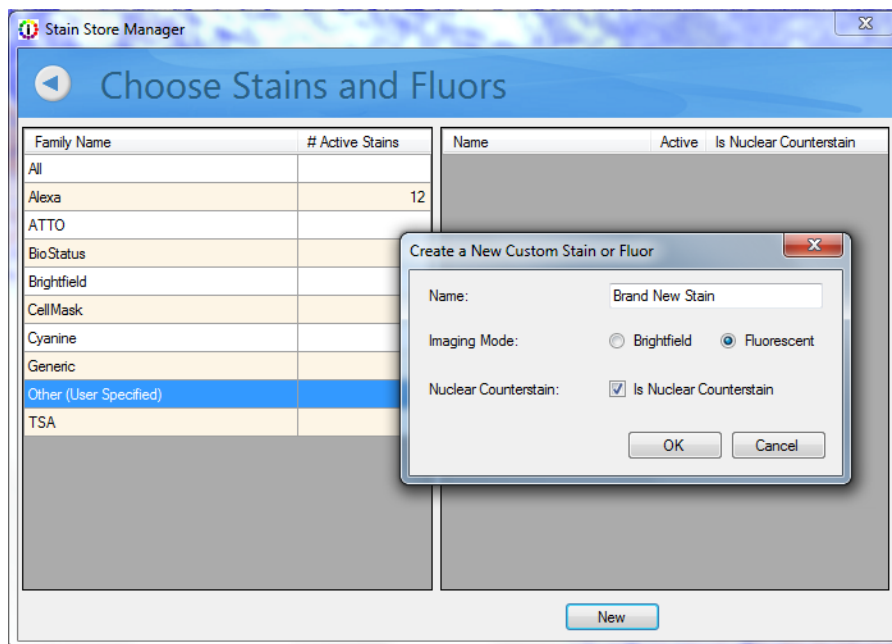 Stain Store Manager
Choose Stains and Fluors
Family Name # Active Stains Name Active Is Nuclear Counterstain
All
Alexa 12
ATTO
BioStatus
Brightfield
CellMask
Cyanine
Generic
Other (User Specified)
TSA
Create a New Custom Stain or Fluor
Name: Brand New Stain
Imaging Mode: Brightfield Fluorescent
Nuclear Counterstain: Is Nuclear Counterstain
OK Cancel
New